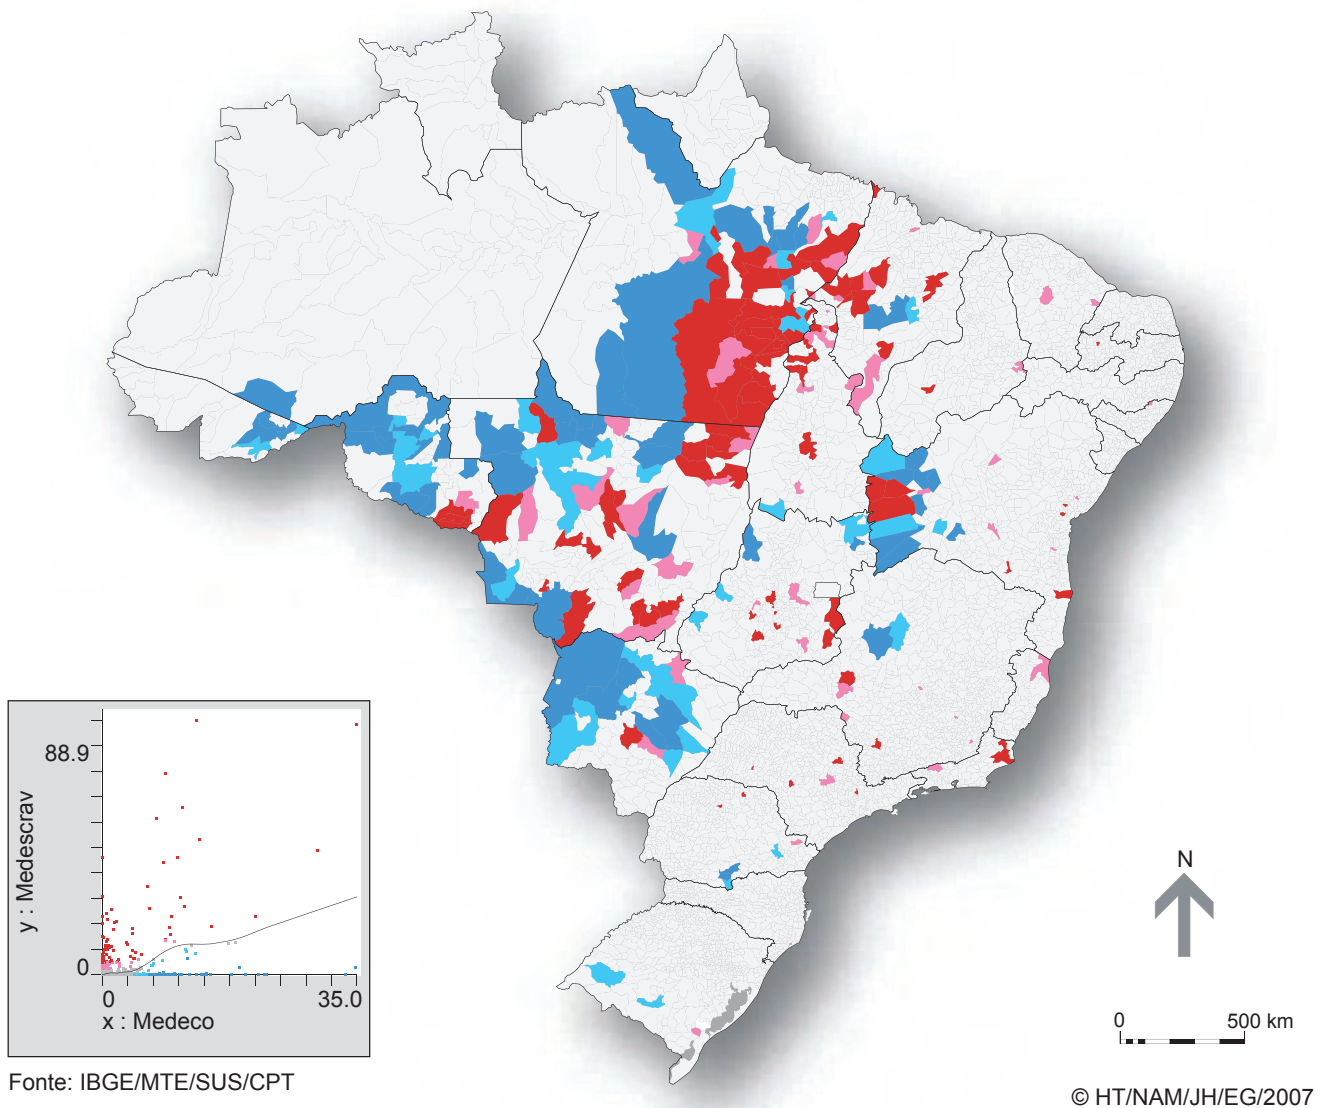 88.9
y : Medescrav
0
0
35.0
x : Medeco
Fonte: IBGE/MTE/SUS/CPT
N
0
500 km
© HT/NAM/JH/EG/2007